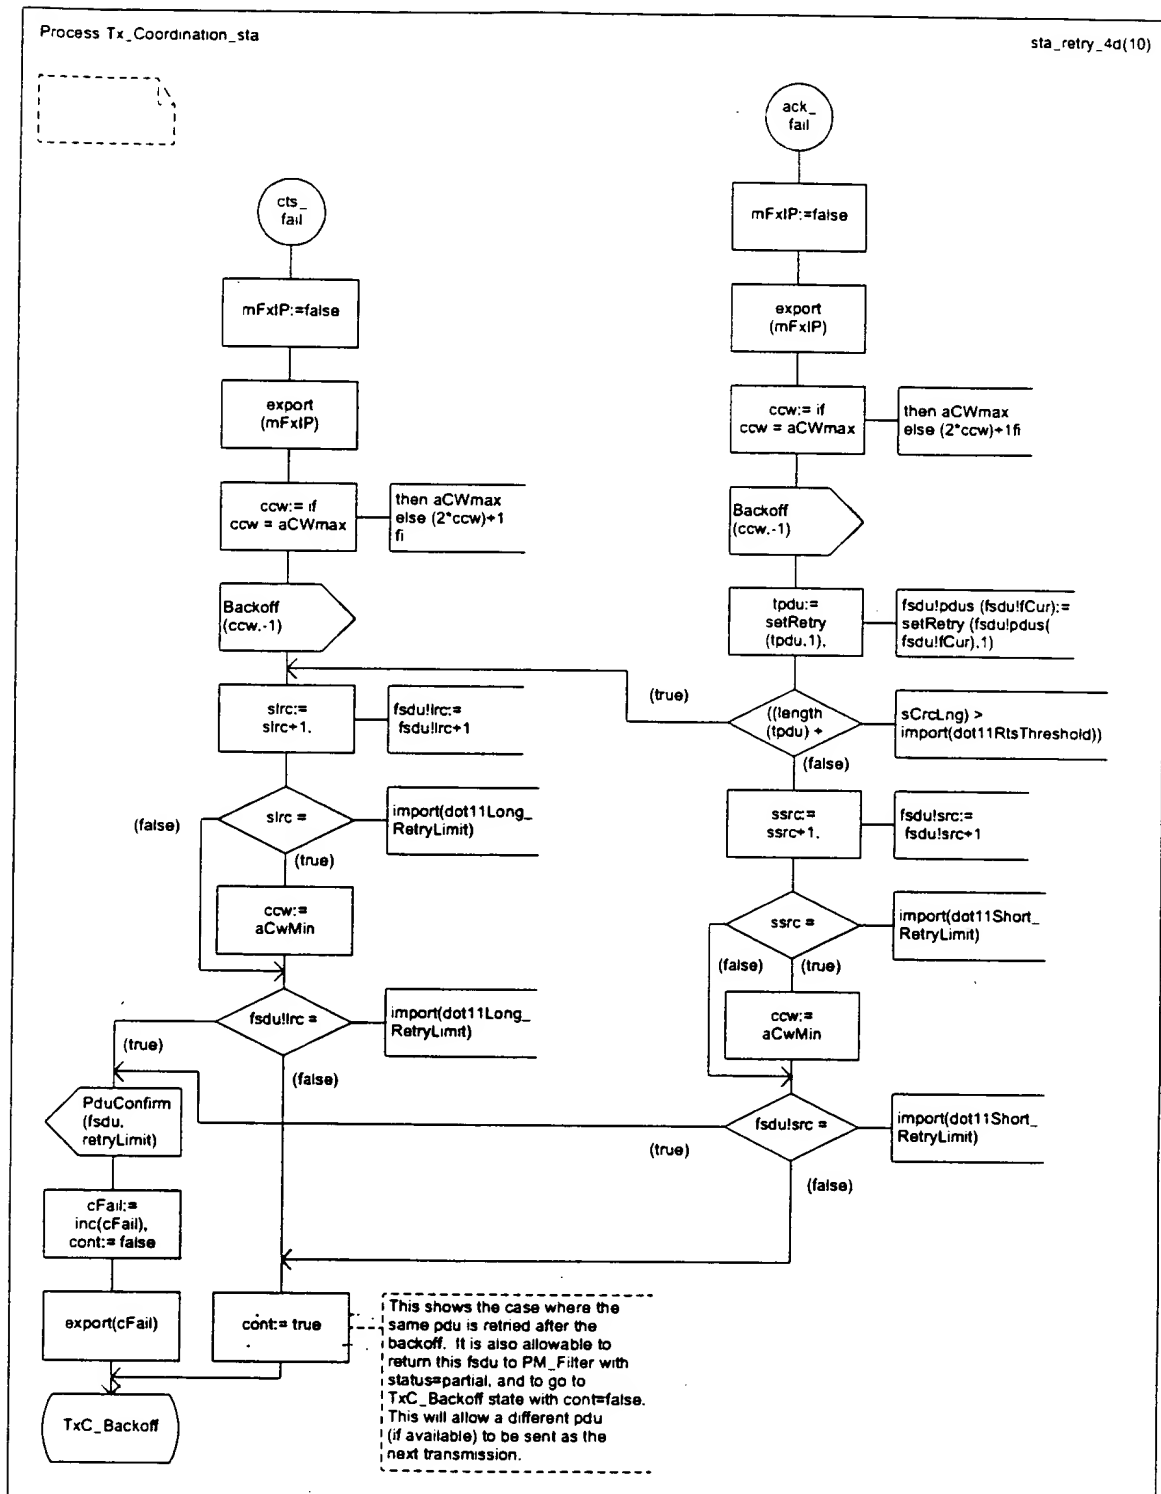 Process Tx_Coordination_sta
sta_retry_4d(10)
ack_
fail
mFxIP:=false
export
(mFxIP)
ccw:= if
ccw = aCWmax
then aCWmax
else (2*ccw)+1fi
Backoff
(ccw,-1)
tpdu:=
setRetry
(tpdu,1),
fsdu!pdus (fsdu!fCur):=
setRetry (fsdu!pdus(
fsdu!fCur),1)
((length
(tpdu) +
sCrcLng) >
import(dot11RtsThreshold))
(true)
(false)
ssrc:=
ssrc+1,
fsdu!src:=
fsdu!src+1
ssrc =
import(dot11Short_
RetryLimit)
(false)
(true)
ccw:=
aCwMin
fsdu!src =
import(dot11Short_
RetryLimit)
(true)
(false)
cts_
fail
mFxIP:=false
export
(mFxIP)
ccw:= if
ccw = aCWmax
then aCWmax
else (2*ccw)+1
fi
Backoff
(ccw,-1)
slrc:=
slrc+1,
fsdu!lrc:=
fsdu!lrc+1
slrc =
import(dot11Long_
RetryLimit)
(false)
(true)
ccw:=
aCwMin
fsdu!lrc =
import(dot11Long_
RetryLimit)
(true)
(false)
PduConfirm
(fsdu,
retryLimit)
cFail:=
inc(cFail),
cont:= false
export(cFail)
cont:= true
This shows the case where the
same pdu is retried after the
backoff. It is also allowable to
return this fsdu to PM_Filter with
status=partial, and to go to
TxC_Backoff state with cont=false.
This will allow a different pdu
(if available) to be sent as the
next transmission.
TxC_Backoff